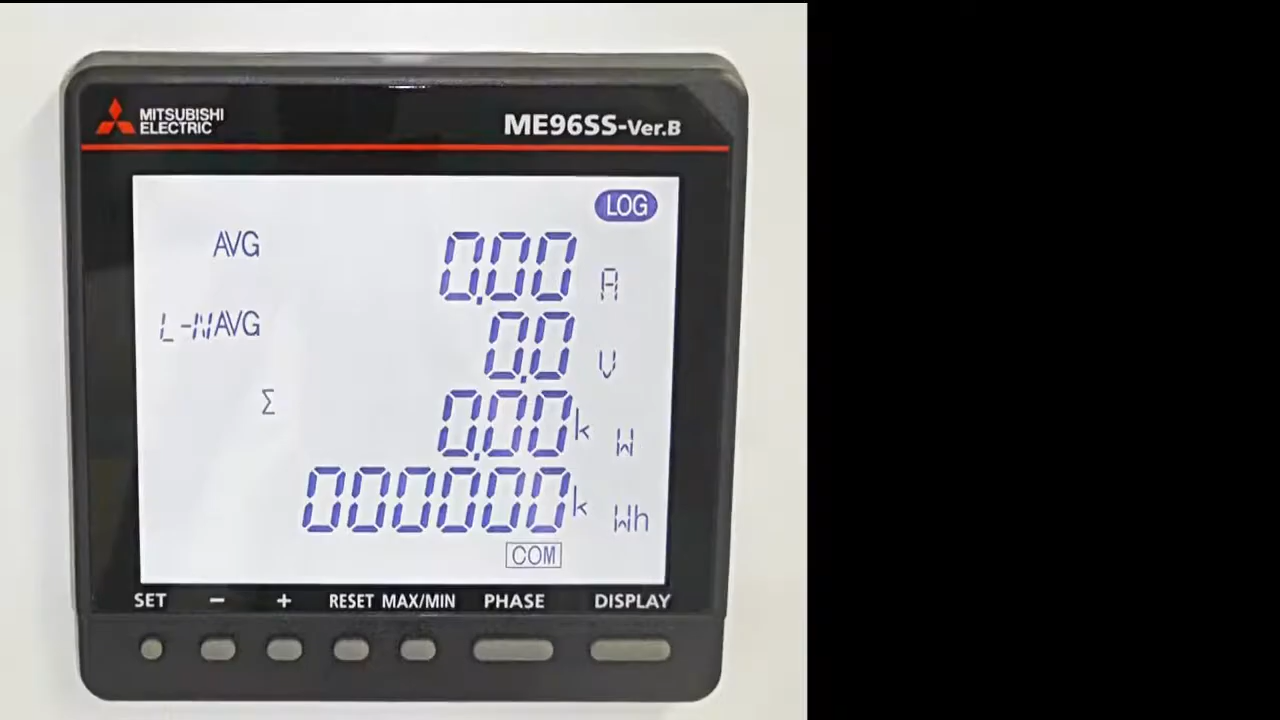 MITSUBISHI
ELECTRIC
ME96SS-Ver.B
LOG
AVG 0.00 A
L-NAVG 0.0 V
Σ 0.00 k W
000000 k Wh
COM
SET − + RESET MAX/MIN PHASE DISPLAY